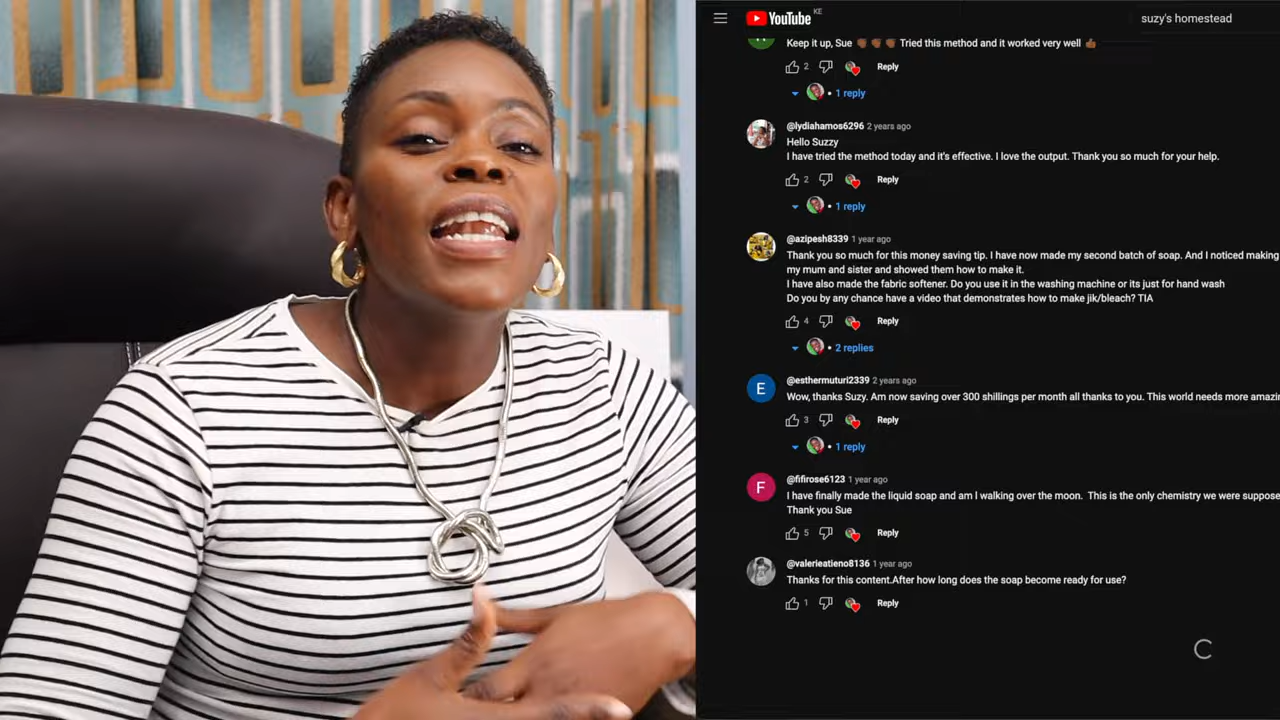 YouTube KE
suzy's homestead
Keep it up, Sue 👏🏾👏🏾👏🏾 Tried this method and it worked very well 👍🏾
2 Reply
1 reply
@lydiahamos6296 2 years ago
Hello Suzzy
I have tried the method today and it's effective. I love the output. Thank you so much for your help.
2 Reply
1 reply
@azipesh8339 1 year ago
Thank you so much for this money saving tip. I have now made my second batch of soap. And I noticed making
my mum and sister and showed them how to make it.
I have also made the fabric softener. Do you use it in the washing machine or its just for hand wash
Do you by any chance have a video that demonstrates how to make jik/bleach? TIA
4 Reply
2 replies
E
@esthermuturi2339 2 years ago
Wow, thanks Suzy. Am now saving over 300 shillings per month all thanks to you. This world needs more amazi
3 Reply
1 reply
F
@fifirose6123 1 year ago
I have finally made the liquid soap and am I walking over the moon. This is the only chemistry we were suppose
Thank you Sue
5 Reply
@valerieatieno8136 1 year ago
Thanks for this content.After how long does the soap become ready for use?
1 Reply